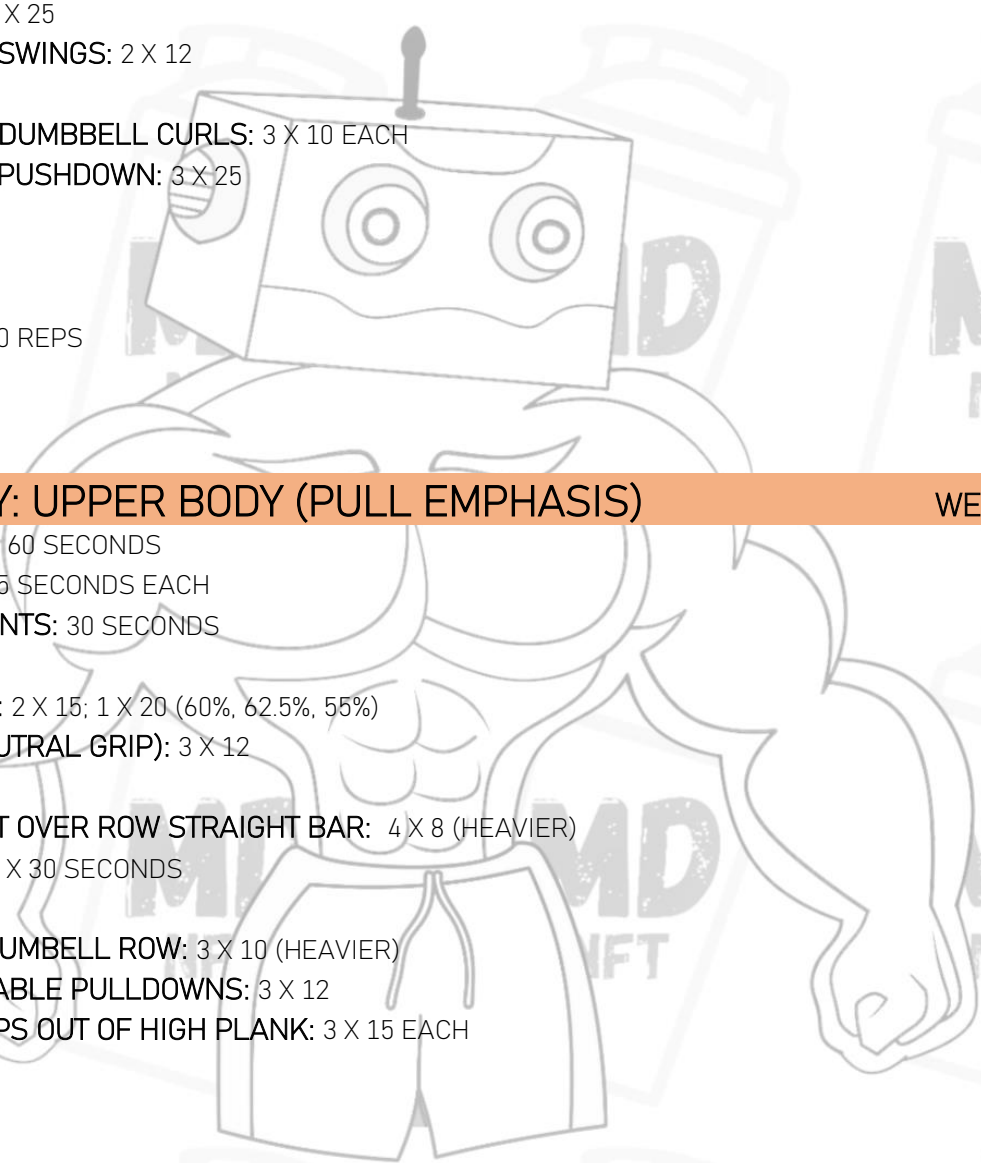 X 25
SWINGS: 2 X 12
DUMBBELL CURLS: 3 X 10 EACH
PUSHDOWN: 3 X 25
0 REPS
Y: UPPER BODY (PULL EMPHASIS) WE
60 SECONDS
5 SECONDS EACH
NTS: 30 SECONDS
: 2 X 15; 1 X 20 (60%, 62.5%, 55%)
UTRAL GRIP): 3 X 12
T OVER ROW STRAIGHT BAR: 4 X 8 (HEAVIER)
X 30 SECONDS
UMBELL ROW: 3 X 10 (HEAVIER)
ABLE PULLDOWNS: 3 X 12
PS OUT OF HIGH PLANK: 3 X 15 EACH